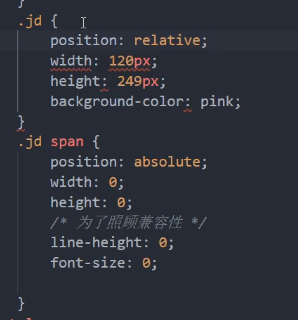 }
.jd {
position: relative;
width: 120px;
height: 249px;
background-color: pink;
}
.jd span {
position: absolute;
width: 0;
height: 0;
/* 为了照顾兼容性 */
line-height: 0;
font-size: 0;
}